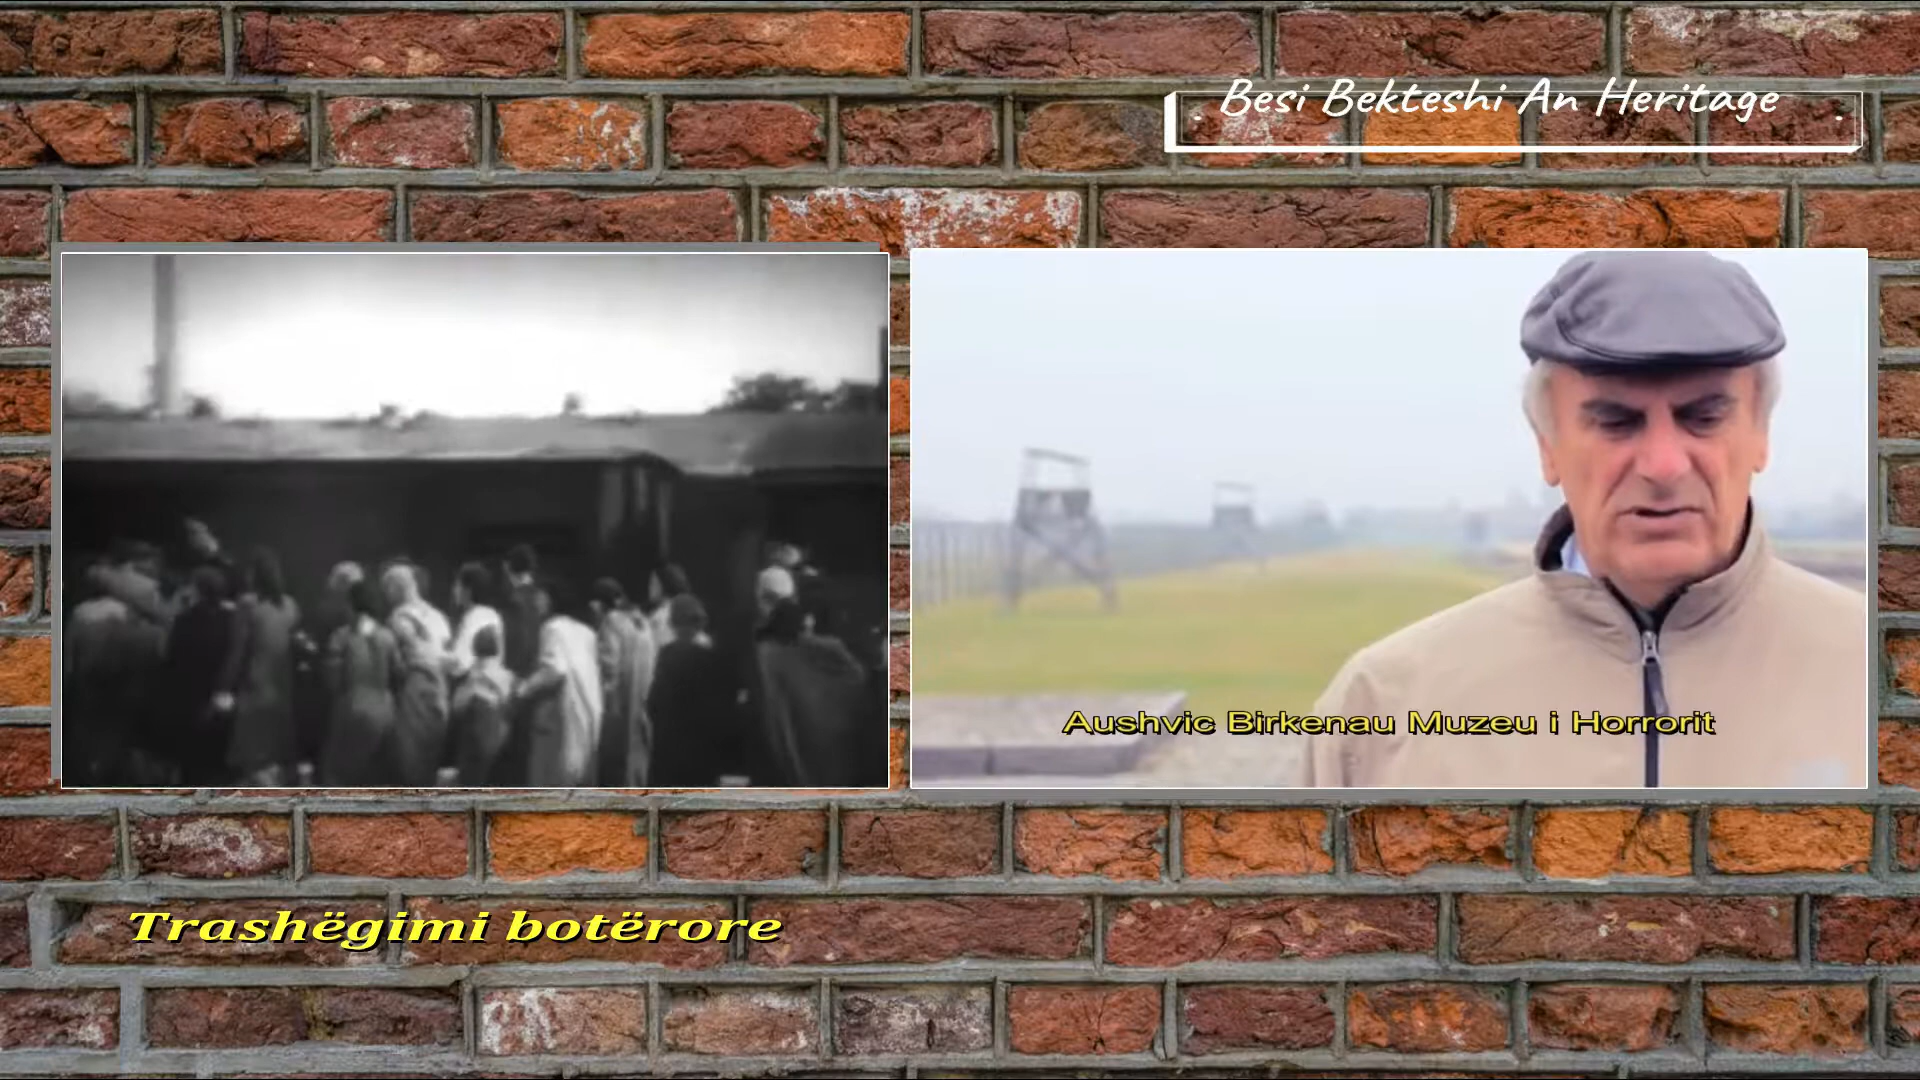 Besi Bekteshi An Heritage
Aushvic Birkenau Muzeu i Horrorit
Trashëgimi botërore